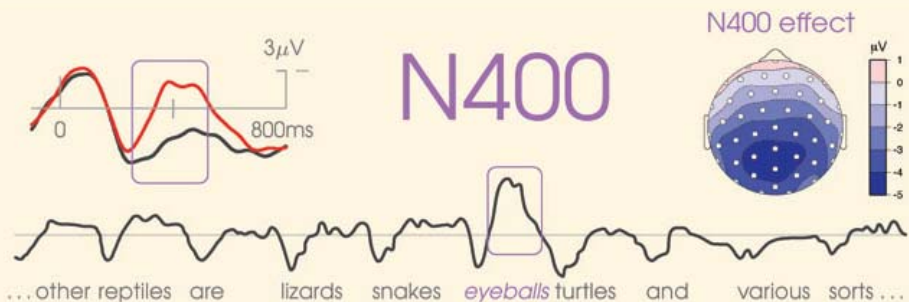 N400 effect
3µV
µV
1
0
-1
-2
-3
-4
-5
N400
0
800ms
...other reptiles are lizards snakes eyeballs turtles and various sorts...